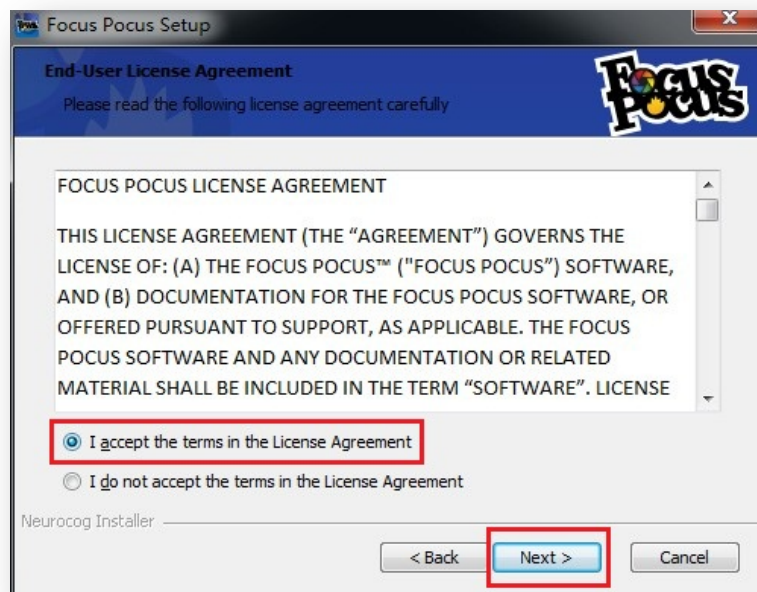 Focus Pocus Setup
End-User License Agreement
Please read the following license agreement carefully
FOCUS
POCUS
FOCUS POCUS LICENSE AGREEMENT
THIS LICENSE AGREEMENT (THE “AGREEMENT”) GOVERNS THE
LICENSE OF: (A) THE FOCUS POCUS™ ("FOCUS POCUS”) SOFTWARE,
AND (B) DOCUMENTATION FOR THE FOCUS POCUS SOFTWARE, OR
OFFERED PURSUANT TO SUPPORT, AS APPLICABLE. THE FOCUS
POCUS SOFTWARE AND ANY DOCUMENTATION OR RELATED
MATERIAL SHALL BE INCLUDED IN THE TERM “SOFTWARE”. LICENSE
I accept the terms in the License Agreement
I do not accept the terms in the License Agreement
Neurocog Installer
< Back Next > Cancel